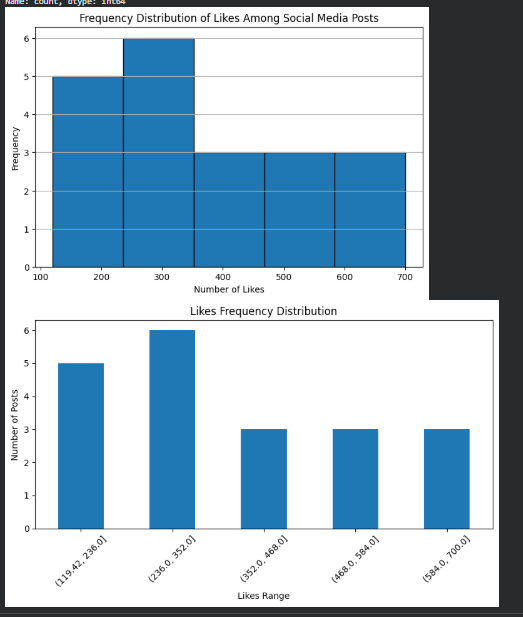 Name: count, dtype: int64
Frequency Distribution of Likes Among Social Media Posts
Frequency
6
5
4
3
2
1
0
100 200 300 400 500 600 700
Number of Likes
Likes Frequency Distribution
Number of Posts
6
5
4
3
2
1
0
(119.42, 236.0] (236.0, 352.0] (352.0, 468.0] (468.0, 584.0] (584.0, 700.0]
Likes Range